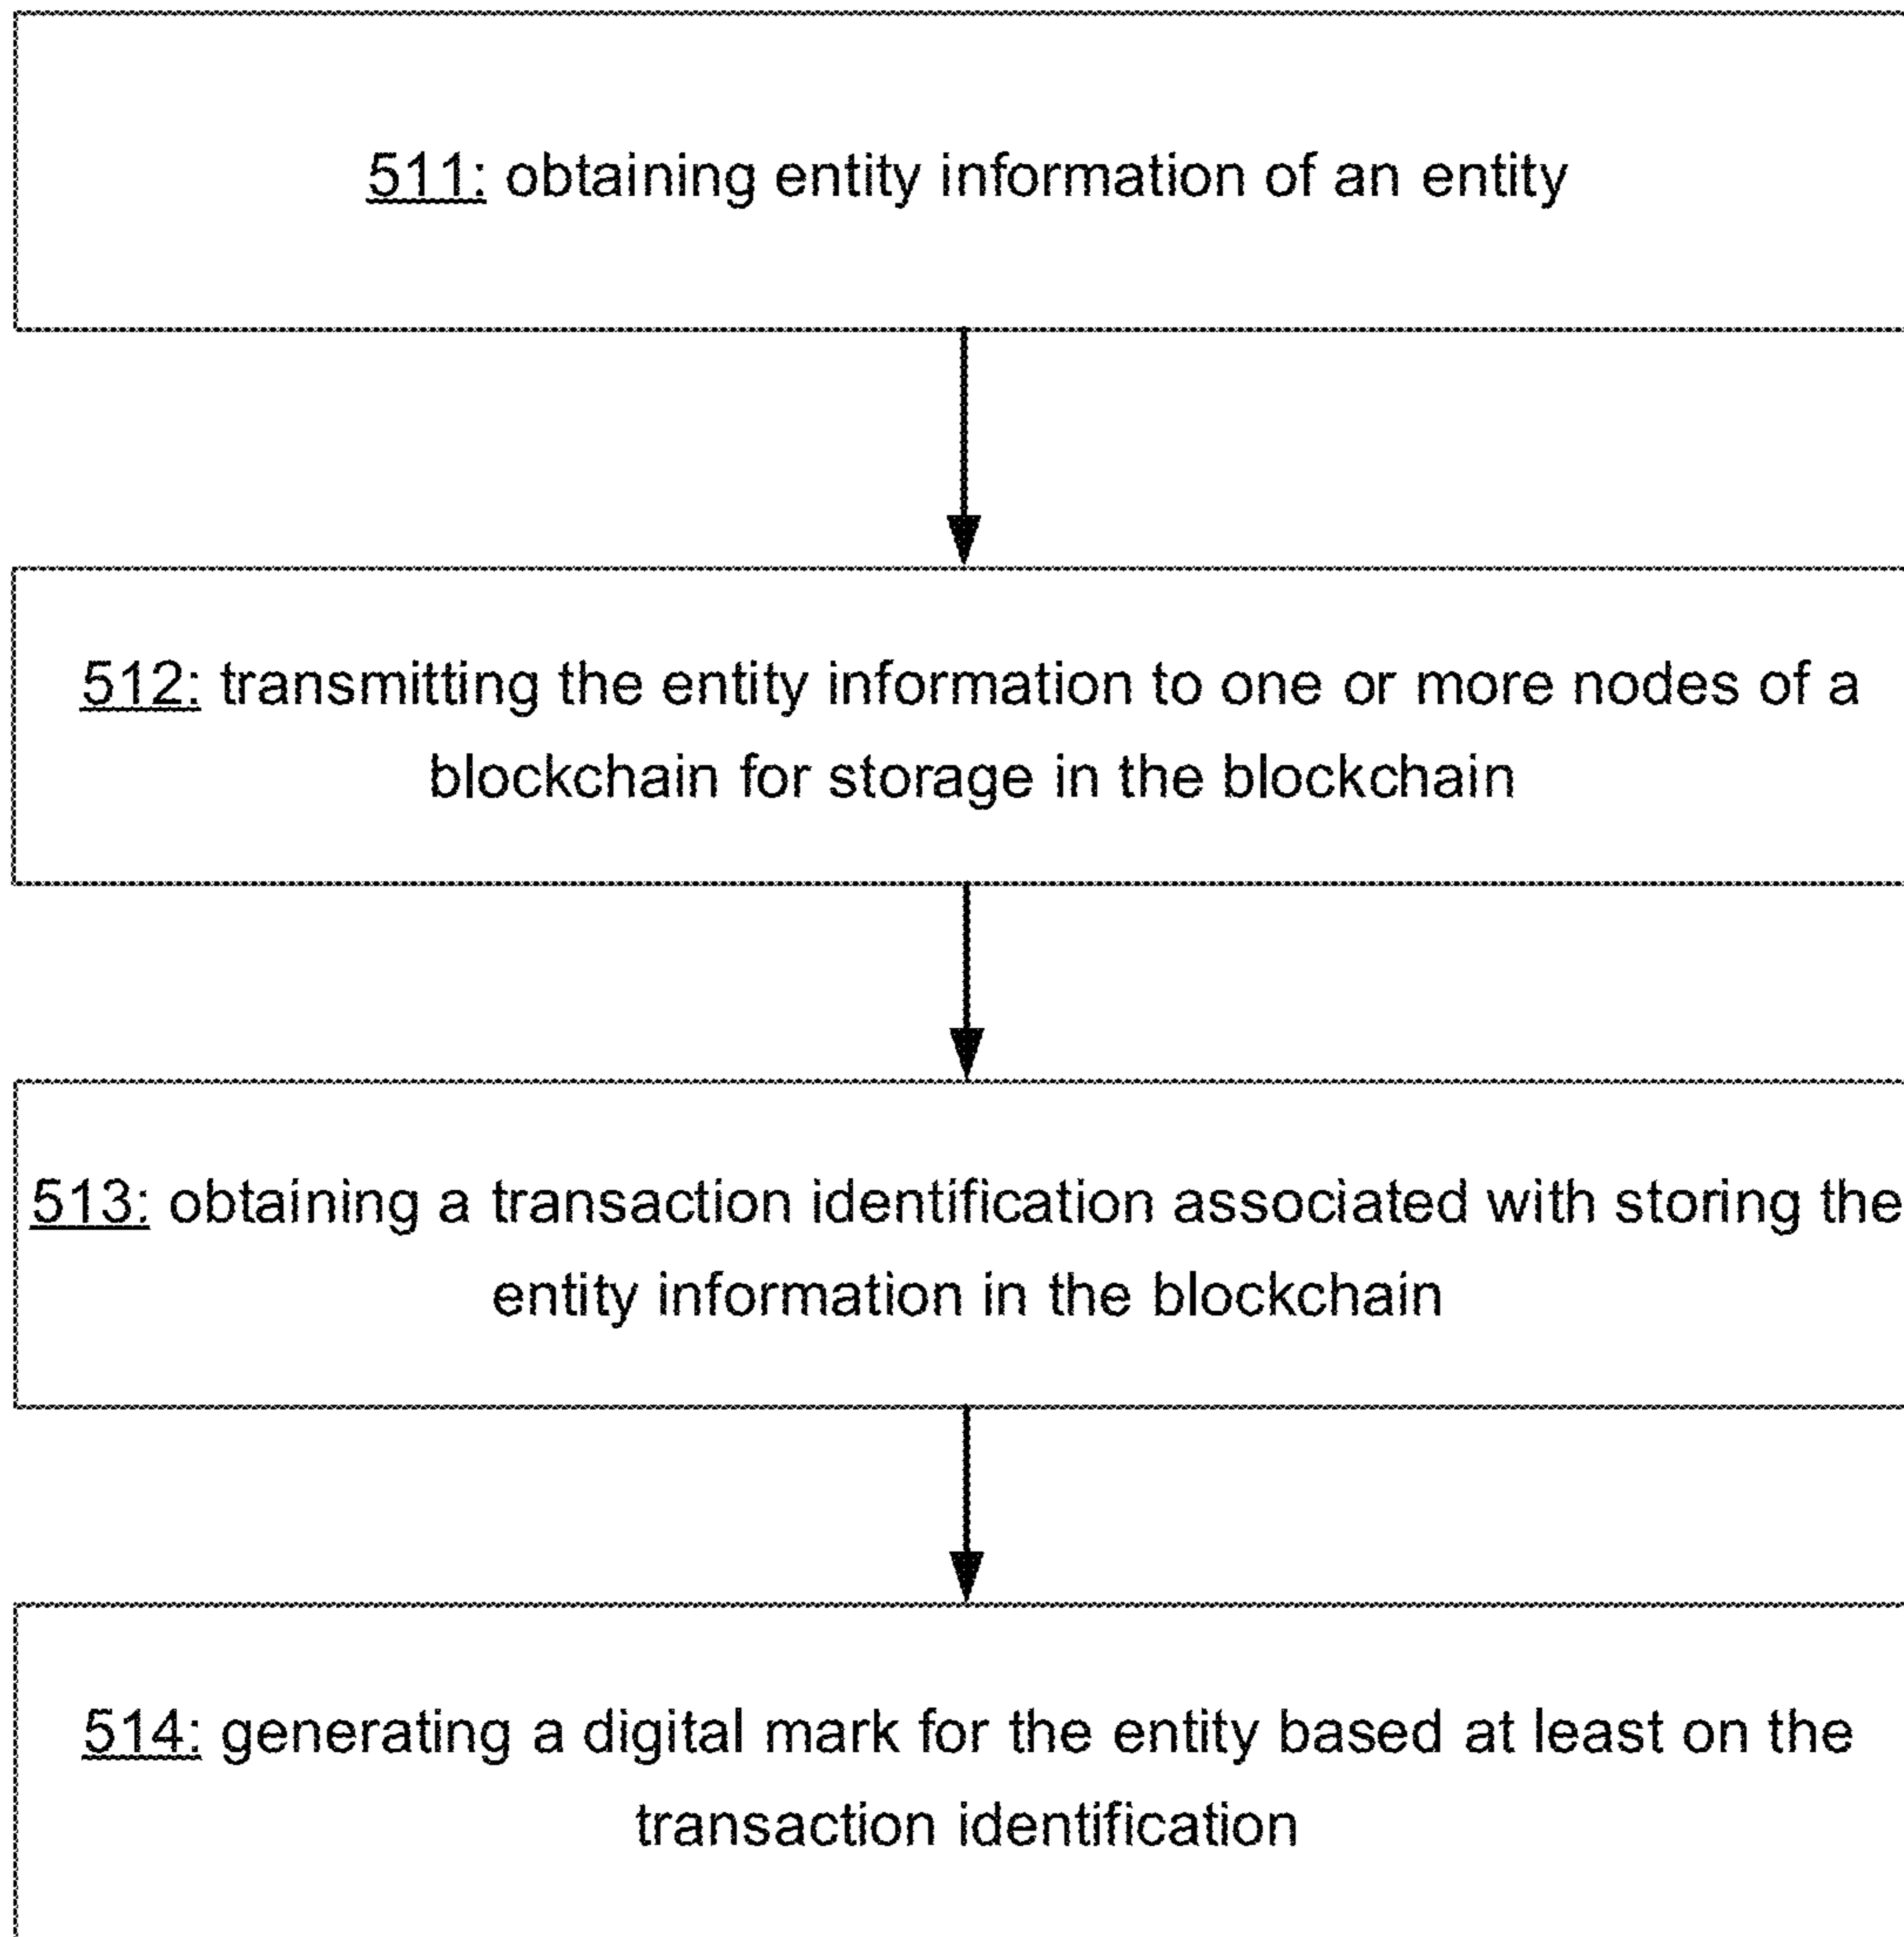 511: obtaining entity information of an entity
512: transmitting the entity information to one or more nodes of a
blockchain for storage in the blockchain
513: obtaining a transaction identification associated with storing the
entity information in the blockchain
514: generating a digital mark for the entity based at least on the
transaction identification